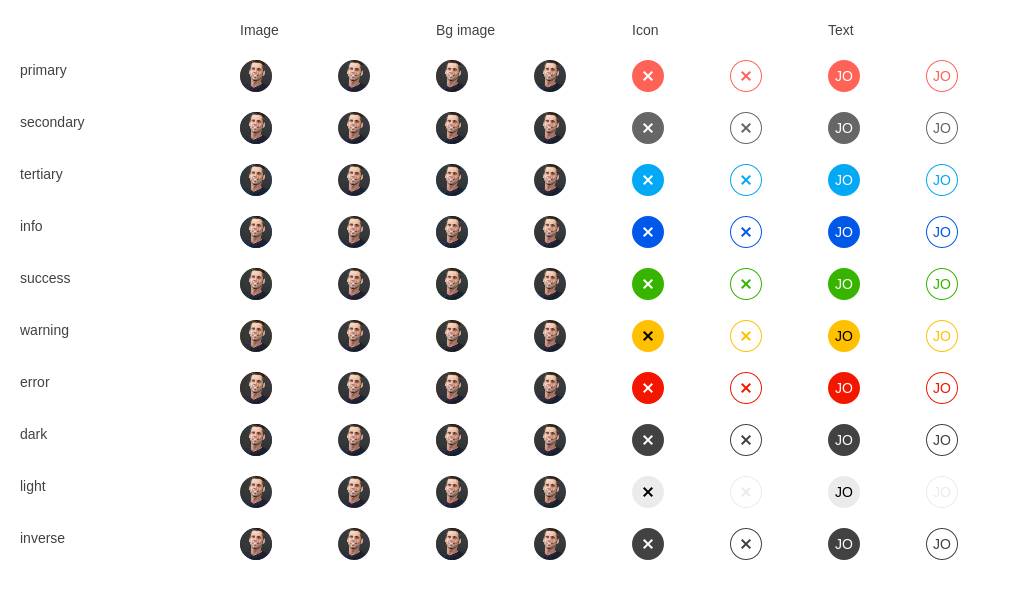 Image Bg image Icon Text
primary JO JO
secondary JO JO
tertiary JO JO
info JO JO
success JO JO
warning JO JO
error JO JO
dark JO JO
light JO JO
inverse JO JO